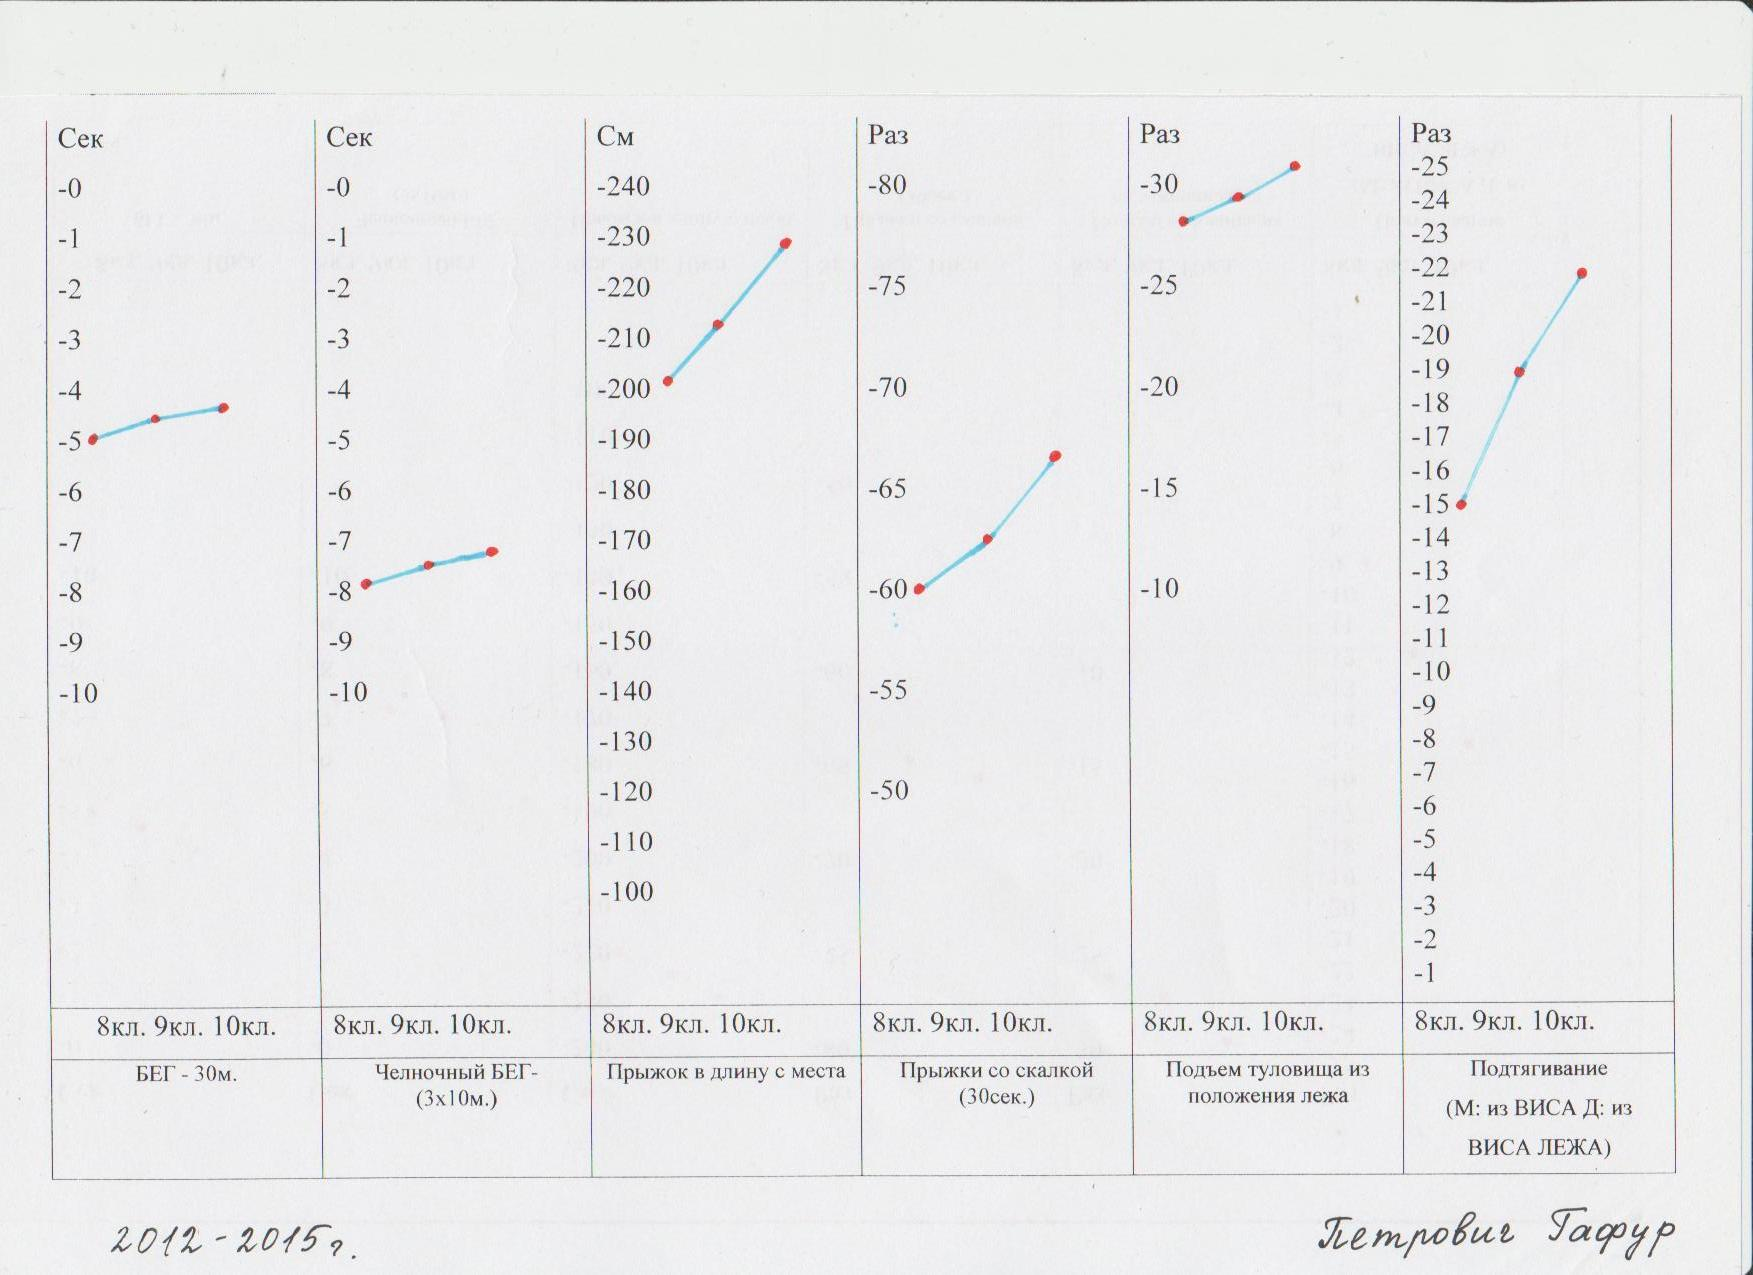 Сек
-0
-1
-2
-3
-4
-5
-6
-7
-8
-9
-10
8кл. 9кл. 10кл.
БЕГ - 30м.
Сек
-0
-1
-2
-3
-4
-5
-6
-7
-8
-9
-10
8кл. 9кл. 10кл.
Челночный БЕГ-
(3х10м.)
См
-240
-230
-220
-210
-200
-190
-180
-170
-160
-150
-140
-130
-120
-110
-100
8кл. 9кл. 10кл.
Прыжок в длину с места
Раз
-80
-75
-70
-65
-60
-55
-50
8кл. 9кл. 10кл.
Прыжки со скалкой
(30сек.)
Раз
-30
-25
-20
-15
-10
8кл. 9кл. 10кл.
Подъем туловища из
положения лежа
Раз
-25
-24
-23
-22
-21
-20
-19
-18
-17
-16
-15
-14
-13
-12
-11
-10
-9
-8
-7
-6
-5
-4
-3
-2
-1
8кл. 9кл. 10кл.
Подтягивание
(М: из ВИСА Д: из
ВИСА ЛЕЖА)
2012-2015г.
Петрович Гафур